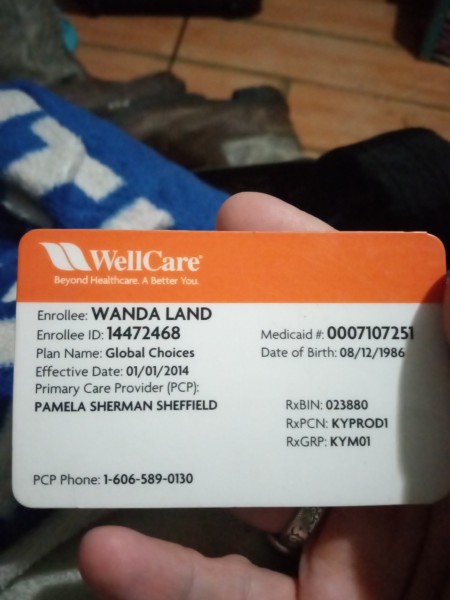 WellCare®
Beyond Healthcare. A Better You.
Enrollee: WANDA LAND
Enrollee ID: 14472468
Medicaid #: 0007107251
Plan Name: Global Choices
Date of Birth: 08/12/1986
Effective Date: 01/01/2014
Primary Care Provider (PCP):
PAMELA SHERMAN SHEFFIELD
RxBIN: 023880
RxPCN: KYPROD1
RxGRP: KYM01
PCP Phone: 1-606-589-0130